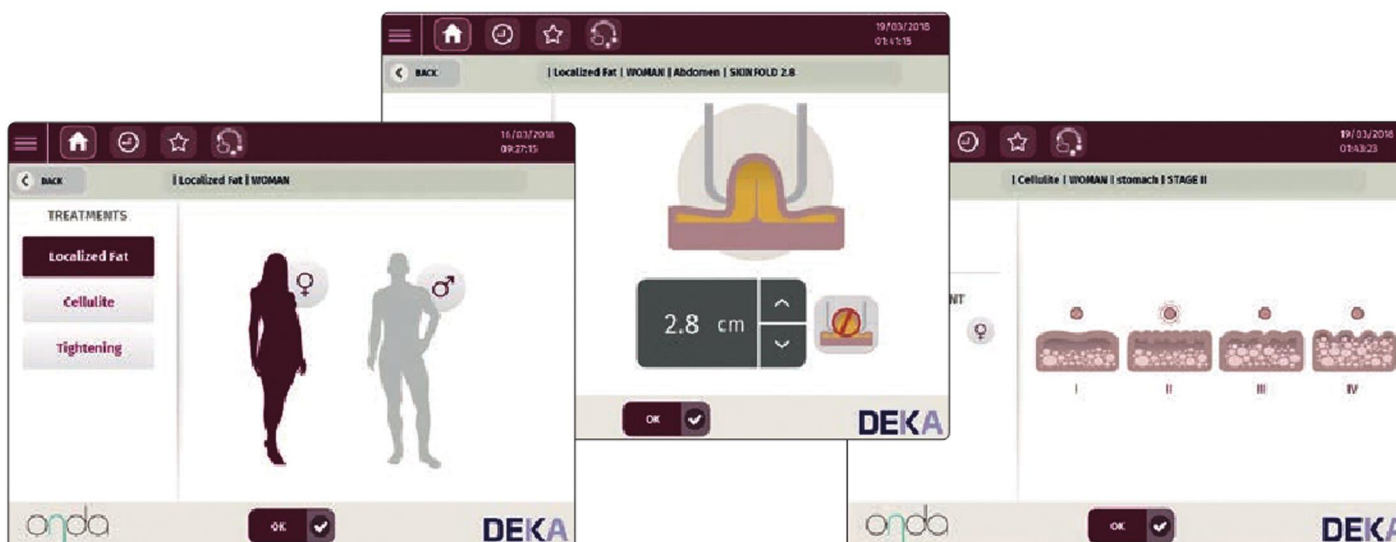 16/03/2018
09:27:15
BACK
| Localized Fat | WOMAN
TREATMENTS
Localized Fat
Cellulite
Tightening
OK
onda
DEKA
19/03/2018
01:41:15
BACK
| Localized Fat | WOMAN | Abdomen | SKINFOLD 2.8
2.8 cm
OK
DEKA
19/03/2018
01:43:23
| Cellulite | WOMAN | stomach | STAGE II
NT
I II III IV
onda
OK
DEKA